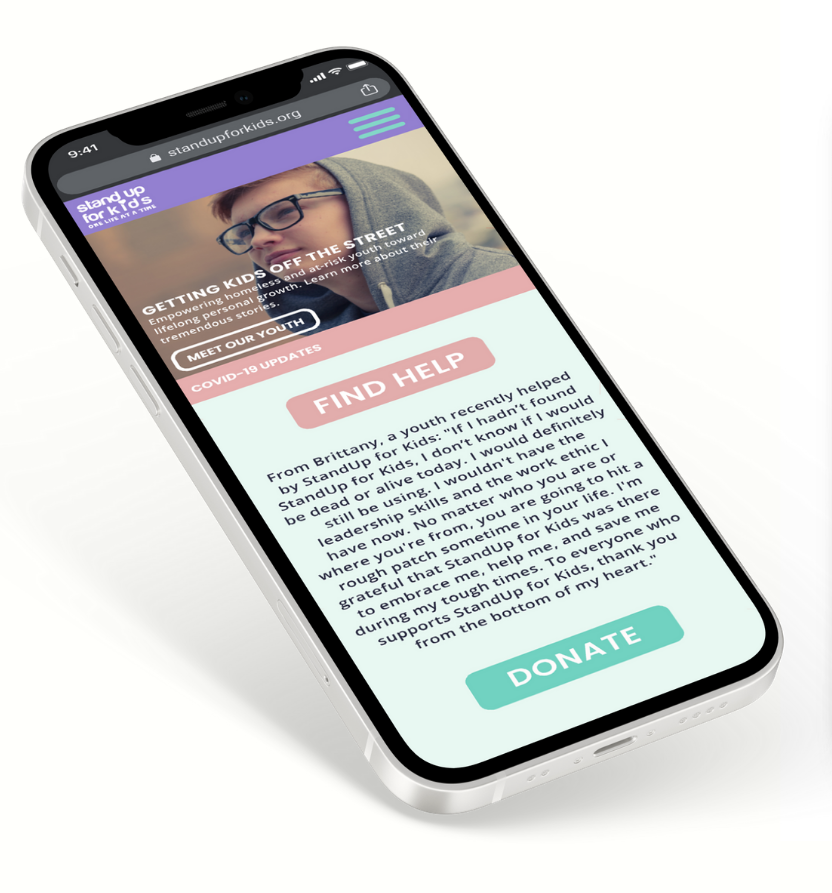 9:41
standupforkids.org
stand up
for kids
ONE LIFE AT A TIME
GETTING KIDS OFF THE STREET
Empowering homeless and at-risk youth toward
lifelong personal growth. Learn more about their
tremendous stories.
MEET OUR YOUTH
COVID-19 UPDATES
FIND HELP
From Brittany, a youth recently helped
by StandUp for Kids: "If I hadn't found
StandUp for Kids, I don't know if I would
be dead or alive today. I would definitely
still be using. I wouldn't have the
leadership skills and the work ethic I
have now. No matter who you are or
where you're from, you are going to hit a
rough patch sometime in your life. I'm
grateful that StandUp for Kids was there
to embrace me, help me, and save me
during my tough times. To everyone who
supports StandUp for Kids, thank you
from the bottom of my heart."
DONATE